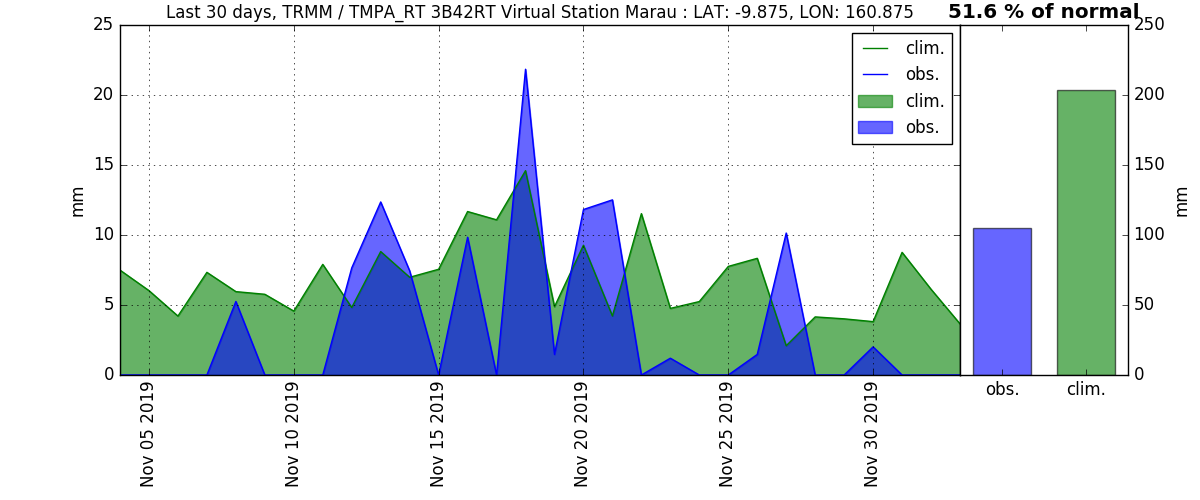 Last 30 days, TRMM / TMPA_RT 3B42RT Virtual Station Marau : LAT: -9.875, LON: 160.875
51.6 % of normal
25
20
15
10
5
0
mm
clim.
obs.
clim.
obs.
Nov 05 2019
Nov 10 2019
Nov 15 2019
Nov 20 2019
Nov 25 2019
Nov 30 2019
250
200
150
100
50
0
mm
obs.
clim.